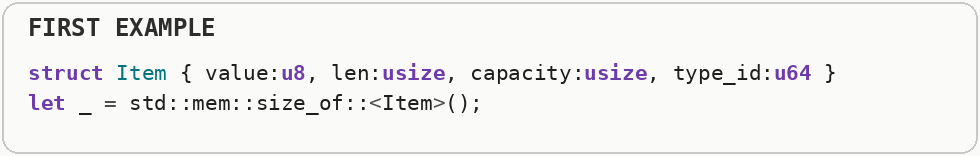 FIRST EXAMPLE
struct Item { value:u8, len:usize, capacity:usize, type_id:u64 }
let _ = std::mem::size_of::<Item>();